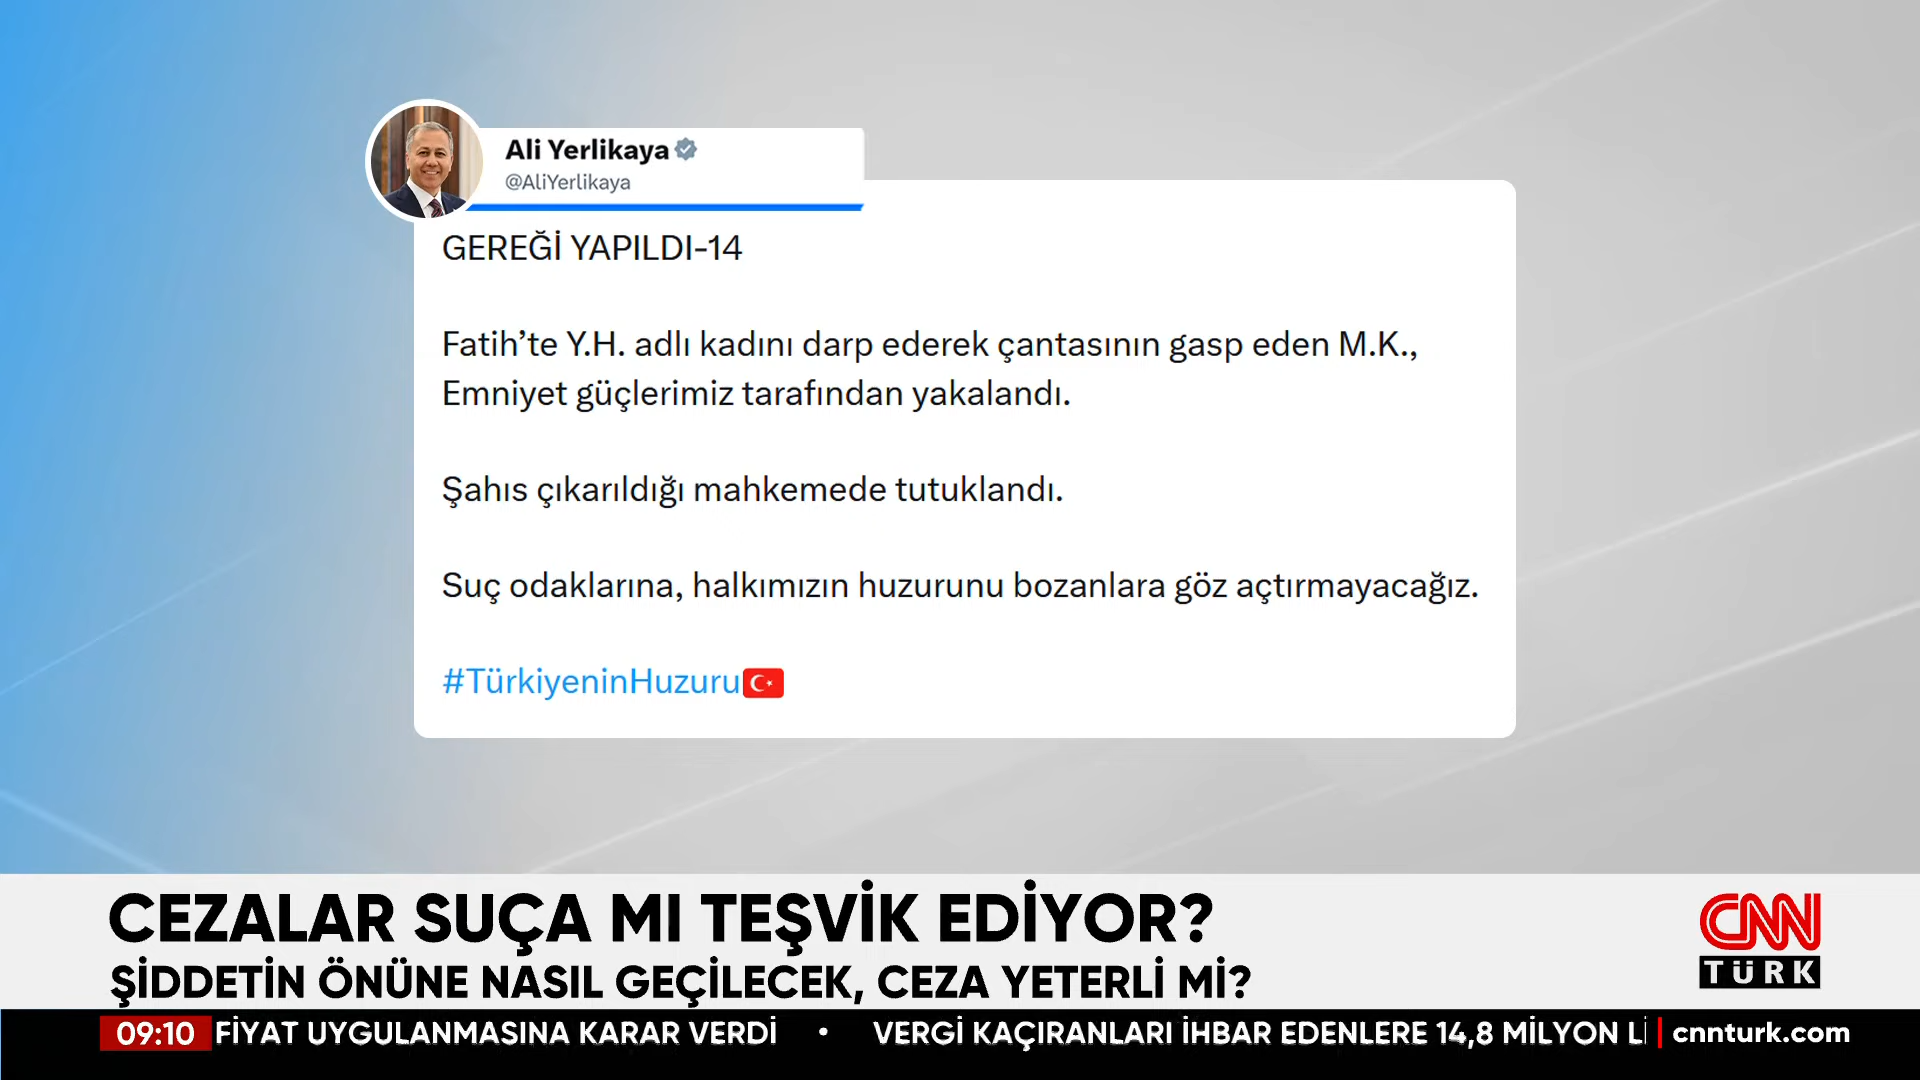 Ali Yerlikaya
@AliYerlikaya
GEREĞİ YAPILDI-14
Fatih’te Y.H. adlı kadını darp ederek çantasının gasp eden M.K.,
Emniyet güçlerimiz tarafından yakalandı.
Şahıs çıkarıldığı mahkemede tutuklandı.
Suç odaklarına, halkımızın huzurunu bozanlara göz açtırmayacağız.
#TürkiyeninHuzuru
CEZALAR SUÇA MI TEŞVİK EDİYOR?
ŞİDDETİN ÖNÜNE NASIL GEÇİLECEK, CEZA YETERLİ Mİ?
CNN
TÜRK
09:10 FİYAT UYGULANMASINA KARAR VERDİ • VERGİ KAÇIRANLARI İHBAR EDENLERE 14,8 MİLYON Lİ cnnturk.com